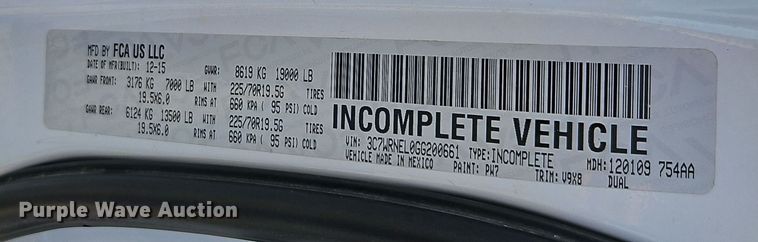 MFD BY FCA US LLC
DATE OF MFR(BUILT): 12-15 GVWR: 8619 KG 19000 LB
GAWR FRONT: 3176 KG 7000 LB WITH 225/70R19.5G TIRES
19.5X6.0 RIMS AT 660 KPA ( 95 PSI) COLD
GAWR REAR: 6124 KG 13500 LB WITH 225/70R19.5G TIRES
19.5X6.0 RIMS AT 660 KPA ( 95 PSI) COLD
INCOMPLETE VEHICLE
VIN: 3C7WRNEL0GG200661 TYPE: INCOMPLETE MDH: 120109 754AA
VEHICLE MADE IN MEXICO PAINT: PW7 TRIM: V9X8 DUAL
Purple Wave Auction